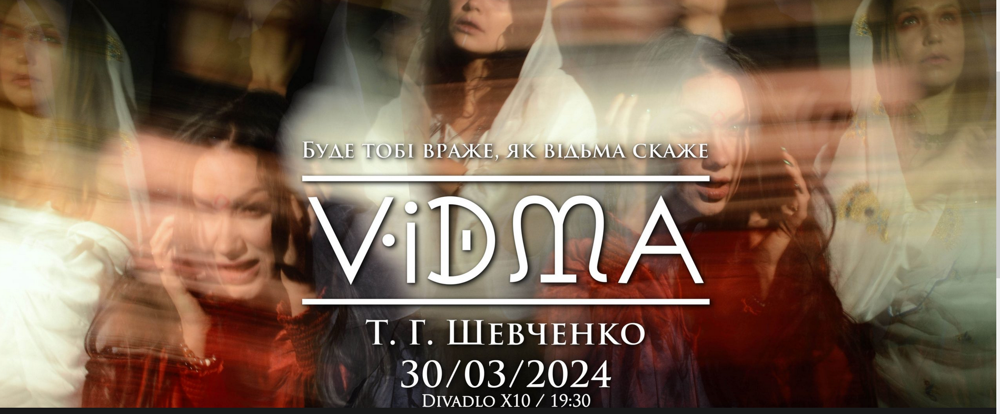 Буде тобі враже, як відьма скаже
ViDMA
Т. Г. Шевченко
30/03/2024
Divadlo X10 / 19:30